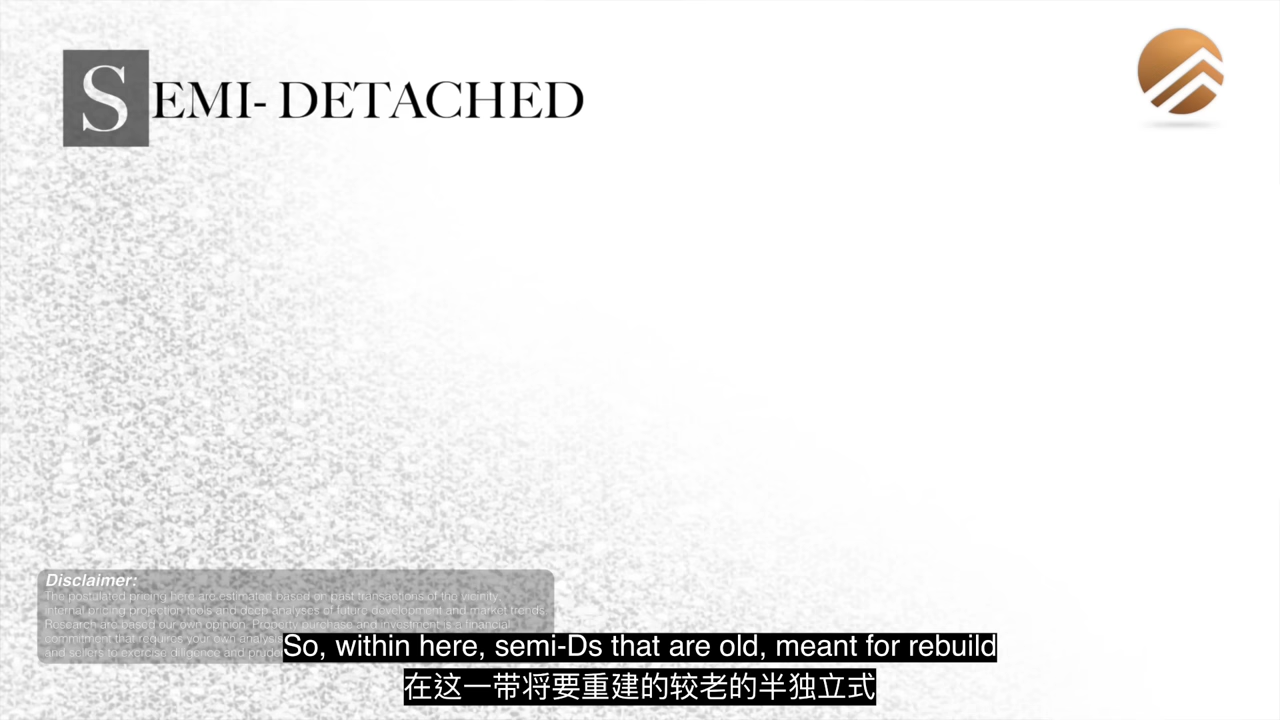 SEMI- DETACHED
Disclaimer:
The postulated pricing here are estimated based on past transactions of the vicinity,
internal pricing projection tools and deep analyses of future development and market trends.
Research are based our own opinion. Property purchase and investment is a financial
commitment that requires your own analysis
and sellers to exercise diligence and
So, within here, semi-Ds that are old, meant for rebuild
在这一带将要重建的较老的半独立式